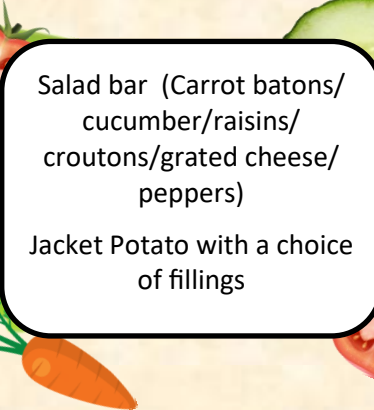 Salad bar  (Carrot batons/
cucumber/raisins/
croutons/grated cheese/
peppers)
Jacket Potato with a choice
of fillings